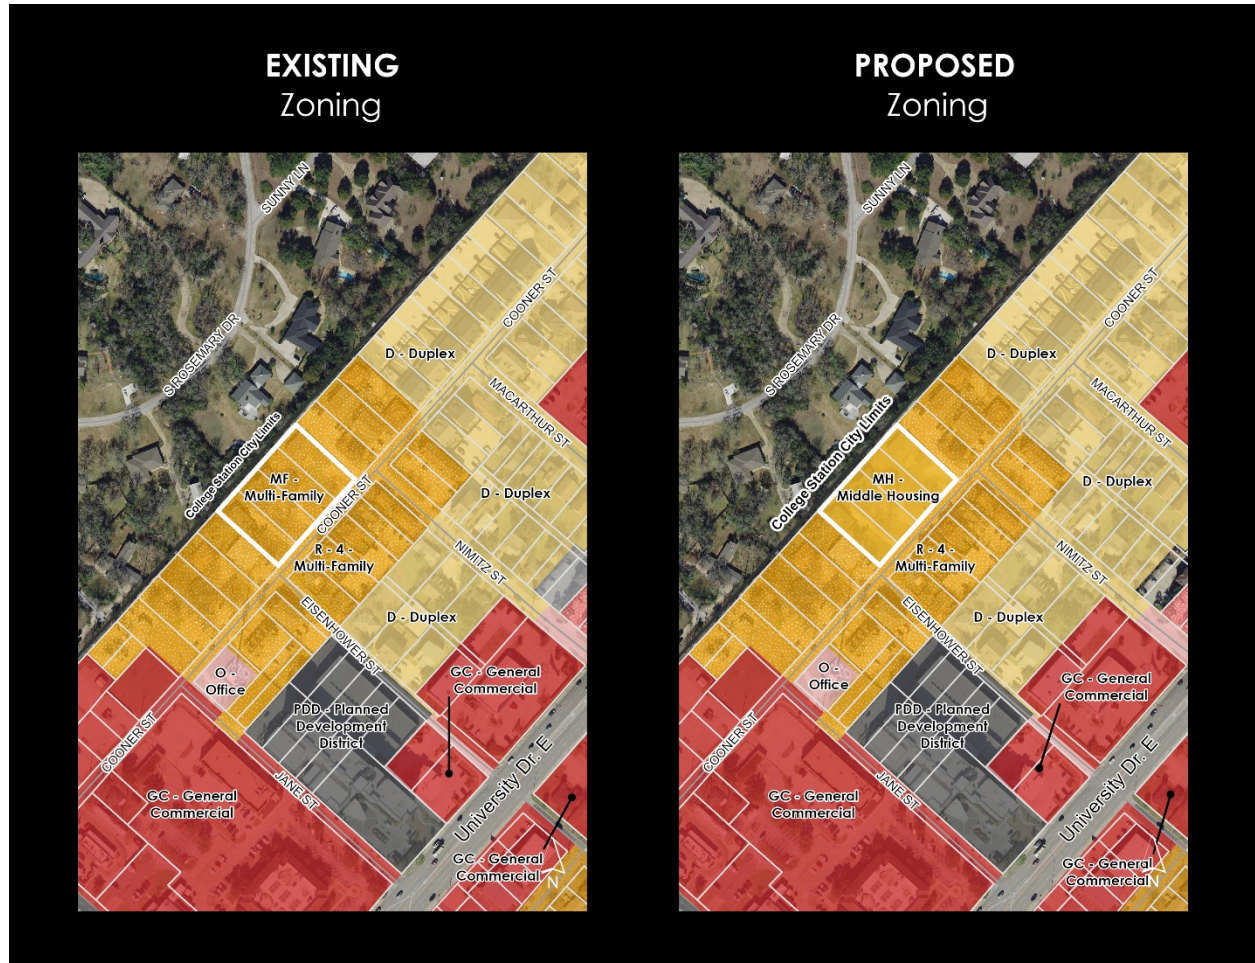 EXISTING
Zoning
SUNNY LN
COONER ST
S ROSEMARY DR
D - Duplex
MACARTHUR ST
College Station City Limits
MF -
Multi-Family
COONER ST
D - Duplex
R - 4 -
Multi-Family
NIMITZ ST
EISENHOWER ST
D - Duplex
O -
Office
GC - General
Commercial
PDD - Planned
Development
District
COONER ST
JANE ST
GC - General
Commercial
University Dr. E
GC - General
Commercial
N
PROPOSED
Zoning
SUNNY LN
COONER ST
S ROSEMARY DR
D - Duplex
MACARTHUR ST
College Station City Limits
MH -
Middle Housing
D - Duplex
R - 4 -
Multi-Family
NIMITZ ST
EISENHOWER ST
D - Duplex
O -
Office
GC - General
Commercial
PDD - Planned
Development
District
COONER ST
JANE ST
GC - General
Commercial
University Dr. E
GC - General
Commercial
N